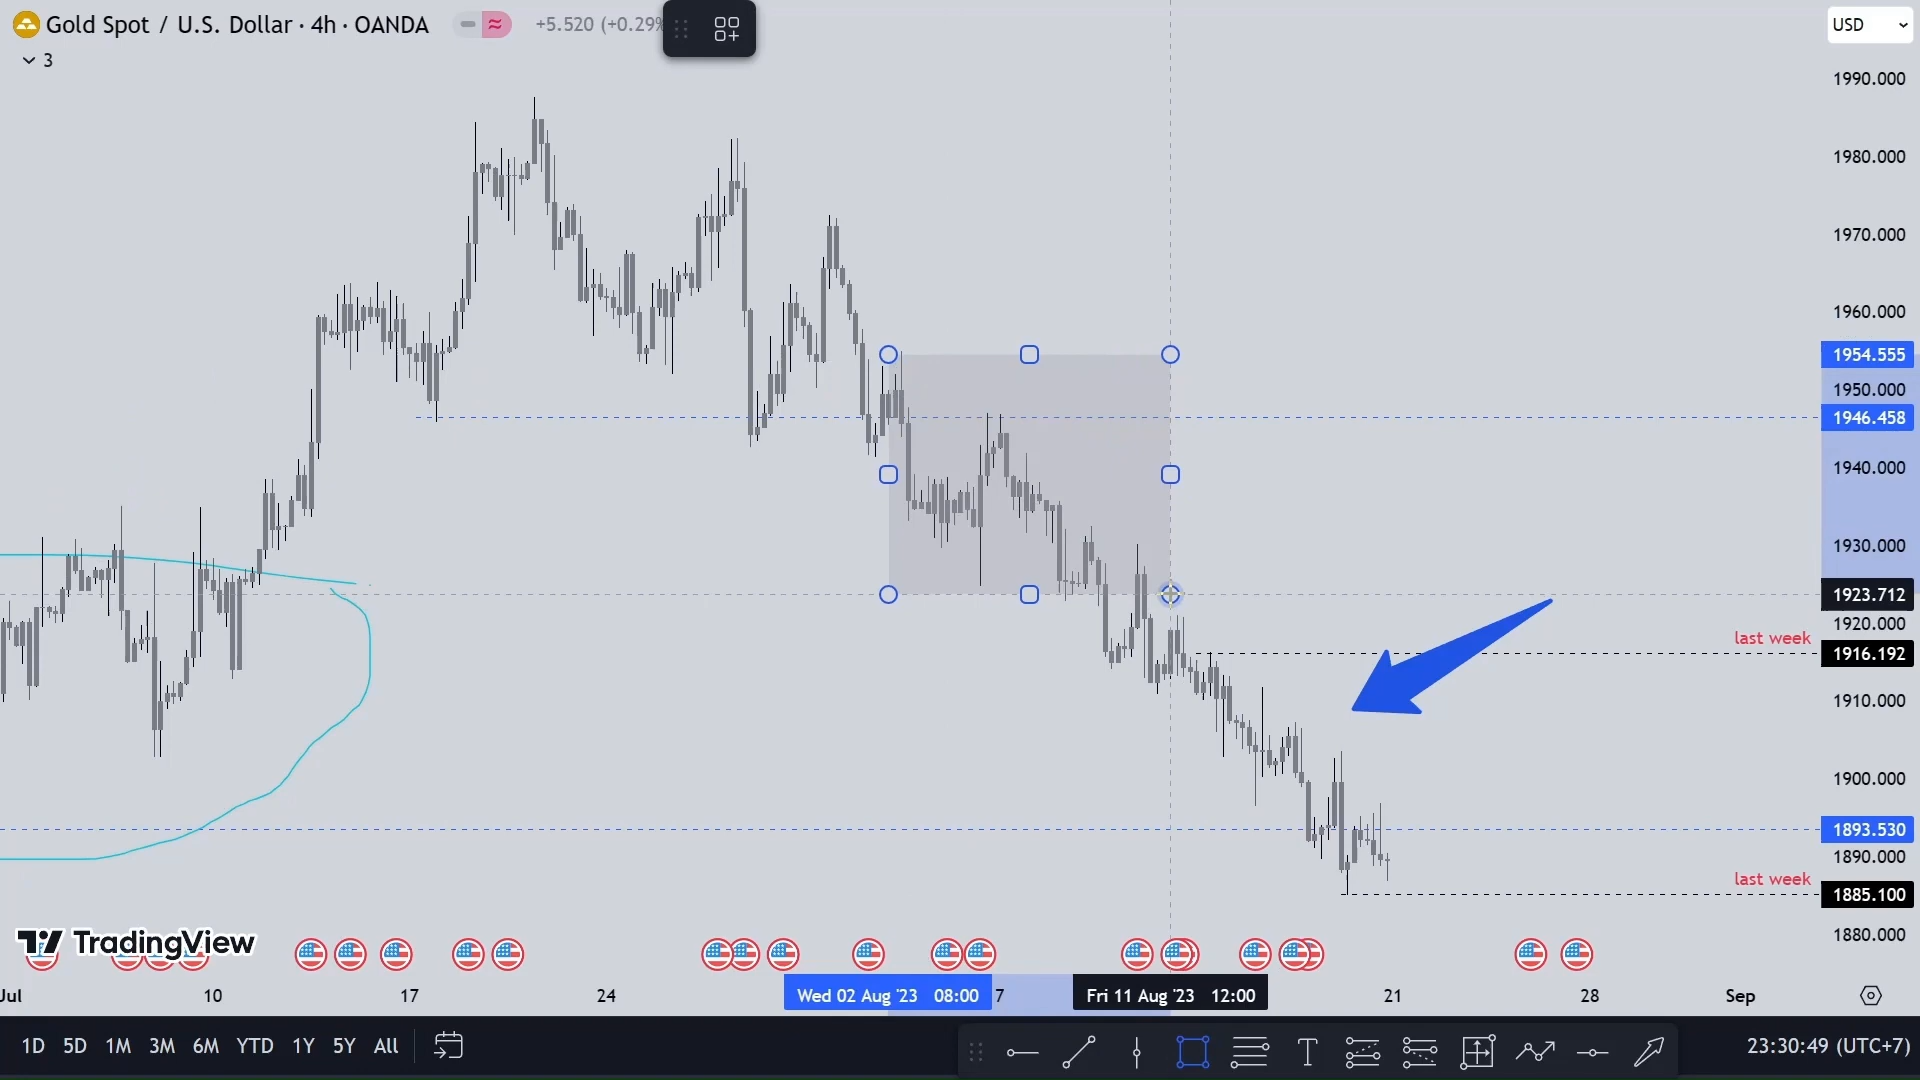 Gold Spot / U.S. Dollar · 4h · OANDA
+5.520 (+0.29%
USD
3
1990.000
1980.000
1970.000
1960.000
1954.555
1950.000
1946.458
1940.000
1930.000
1923.712
1920.000
last week
1916.192
1910.000
1900.000
1893.530
1890.000
last week
1885.100
1880.000
TradingView
Jul
10
17
24
Wed 02 Aug '23 08:00
7
Fri 11 Aug '23 12:00
21
28
Sep
1D 5D 1M 3M 6M YTD 1Y 5Y All
T
23:30:49 (UTC+7)